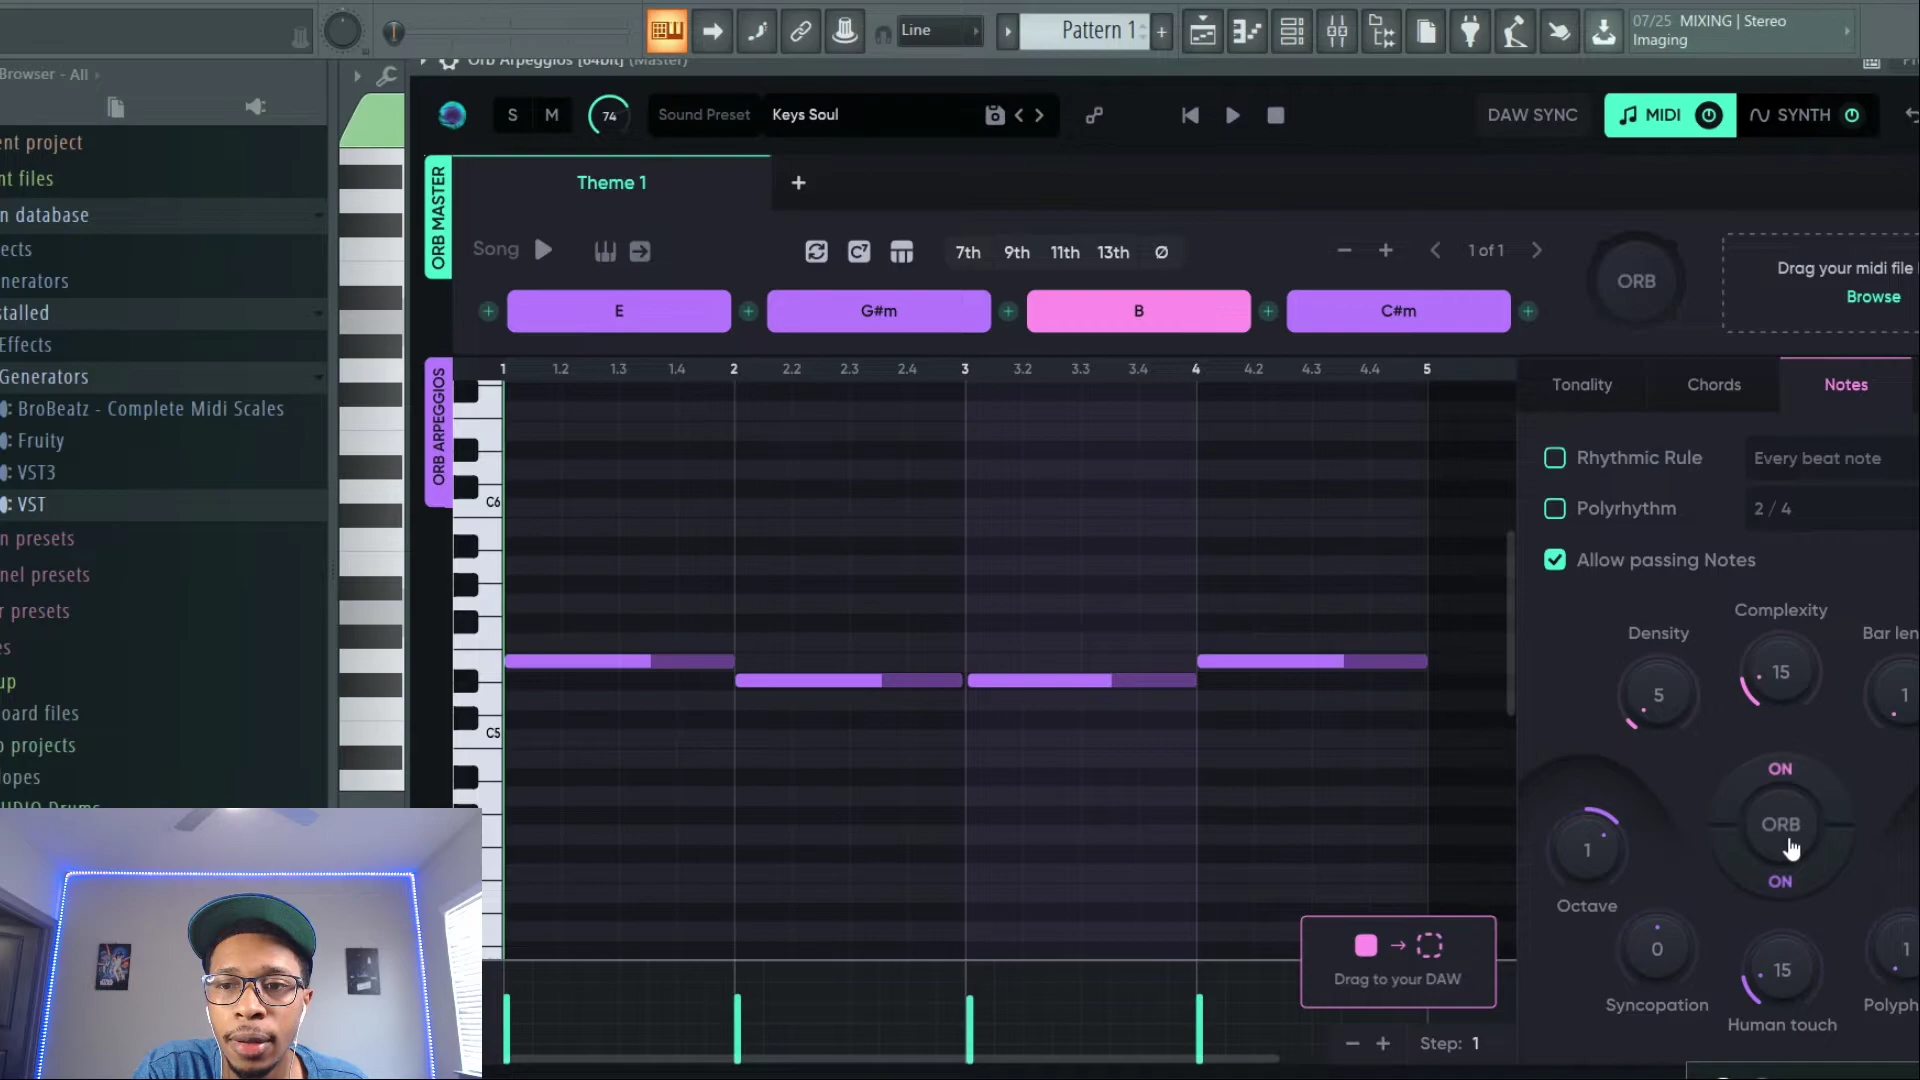 Line
Pattern 1
+
07/25 MIXING | Stereo
Imaging
Browser - All
Orb Arpeggios [64bit] (Master)
S
M
74
Sound Preset
Keys Soul
DAW SYNC
MIDI
SYNTH
ent project
nt files
n database
ects
enerators
stalled
Effects
Generators
BroBeatz - Complete Midi Scales
Fruity
VST3
VST
n presets
nel presets
r presets
es
up
oard files
o projects
lopes
ORB MASTER
Theme 1
+
Song
7th
9th
11th
13th
Ø
1 of 1
ORB
Drag your midi file
Browse
E
G#m
B
C#m
ORB ARPEGGIOS
1
1.2
1.3
1.4
2
2.2
2.3
2.4
3
3.2
3.3
3.4
4
4.2
4.3
4.4
5
C6
C5
Tonality
Chords
Notes
Rhythmic Rule
Every beat note
Polyrhythm
2 / 4
Allow passing Notes
Complexity
Density
Bar len
15
5
1
ON
ORB
ON
1
Octave
0
Syncopation
15
Human touch
1
Polyph
Drag to your DAW
Step: 1